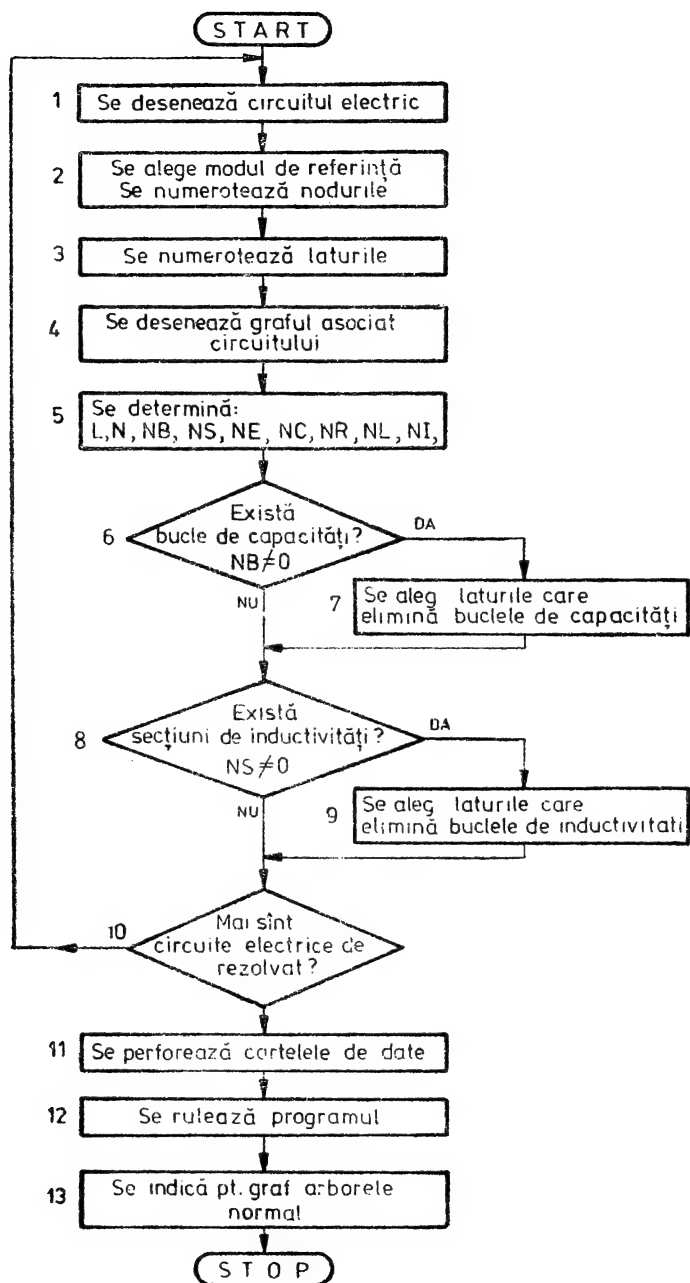 START
1 Se desenează circuitul electric
2 Se alege modul de referință
Se numerotează nodurile
3 Se numerotează laturile
4 Se desenează graful asociat
circuitului
5 Se determină:
L,N, NB, NS, NE, NC, NR, NL, NI,
6 Există
bucle de capacități?
NB≠0
DA
NU
7 Se aleg laturile care
elimină buclele de capacități
8 Există
secțiuni de inductivități?
NS≠0
DA
NU
9 Se aleg laturile care
elimină buclele de inductivitati
10 Mai sînt
circuite electrice de
rezolvat?
11 Se perforează cartelele de date
12 Se rulează programul
13 Se indică pt. graf arborele
normal
STOP